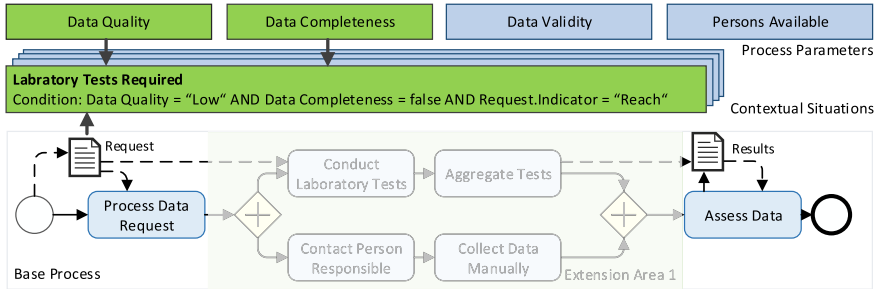 Data Quality
Data Completeness
Data Validity
Persons Available
Process Parameters
Labratory Tests Required
Condition: Data Quality = “Low“ AND Data Completeness = false AND Request.Indicator = “Reach“
Contextual Situations
Request
Results
Conduct
Laboratory Tests
Aggregate Tests
Process Data
Request
Assess Data
Contact Person
Responsible
Collect Data
Manually
Base Process
Extension Area 1